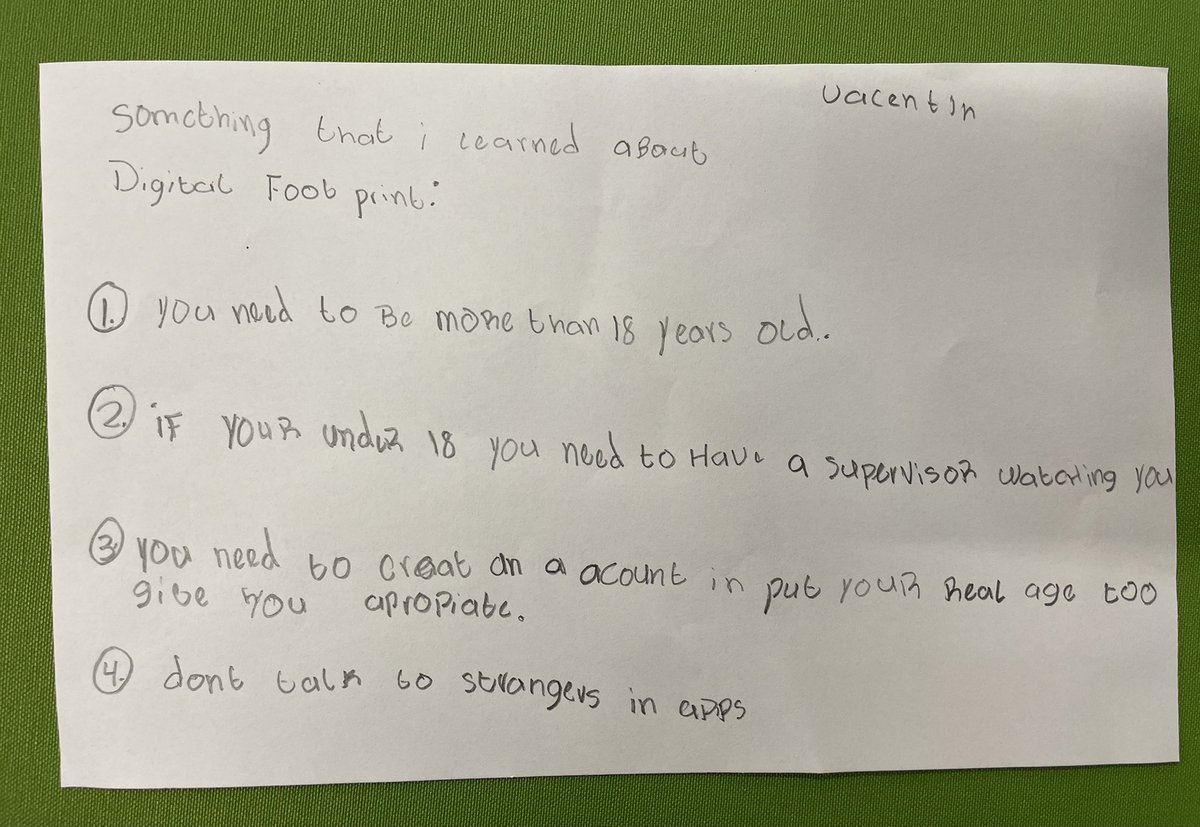 Valentin
something that i learned about
Digital Foot print:
1. you need to Be more than 18 years old..
2. if your under 18 you need to Have a supervisor watching you
3. you need to creat an a acount in put your Real age too
give you apropiate.
4. dont talk to strangers in apps